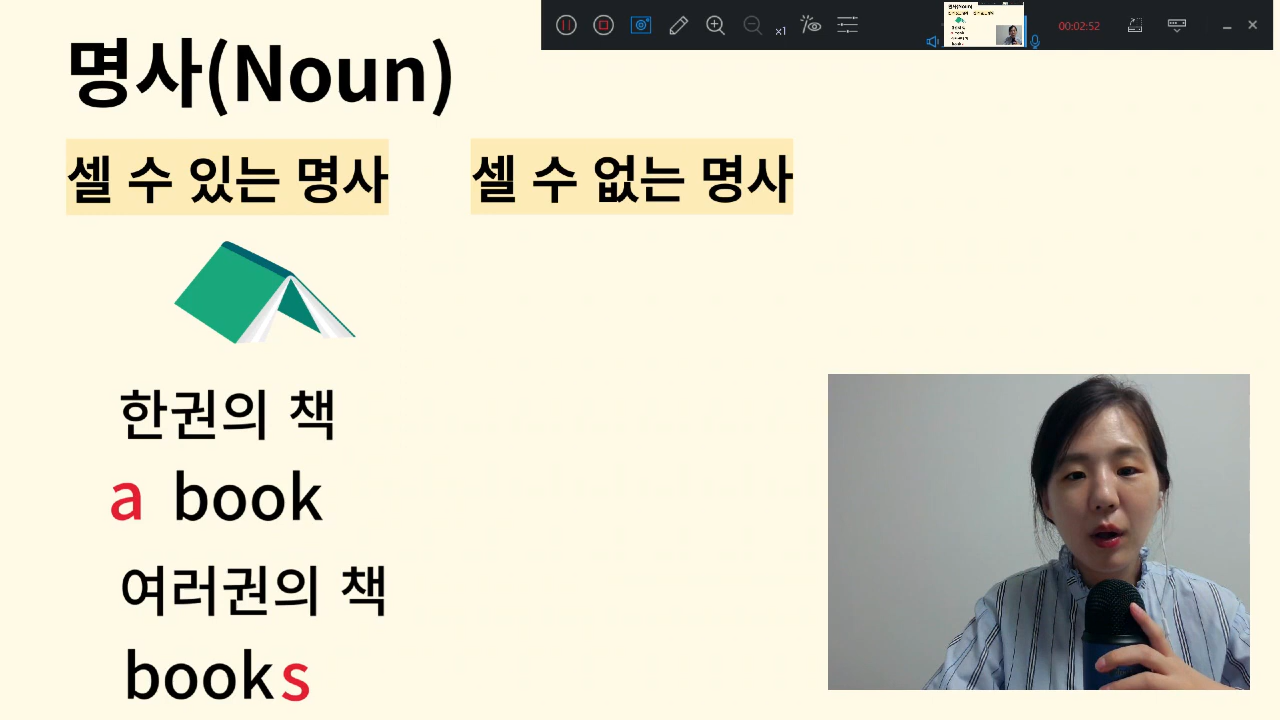 명사(Noun)
셀 수 있는 명사
셀 수 없는 명사
한권의 책
a book
여러권의 책
books
x1
00:02:52